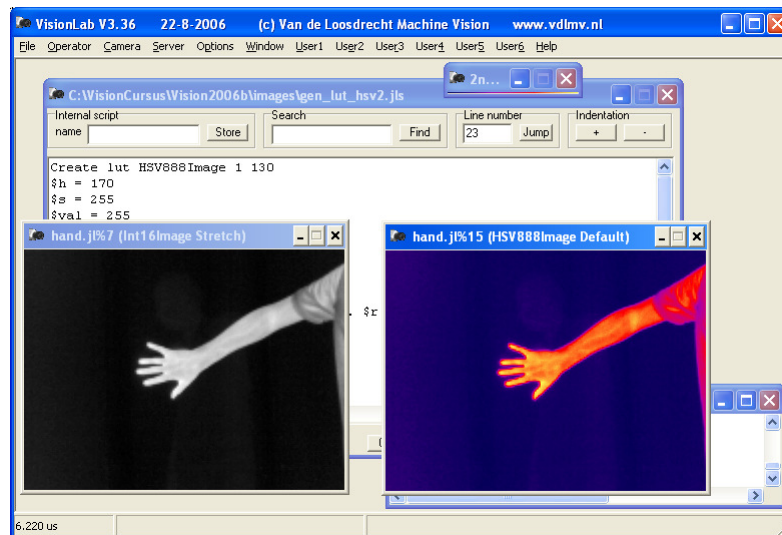 VisionLab V3.36 22-8-2006 (c) Van de Loosdrecht Machine Vision www.vdlmv.nl
File Operator Camera Server Options Window User1 User2 User3 User4 User5 User6 Help
2n...
C:\VisionCursus\Vision2006b\images\gen_lut_hsv2.jls
Internal script Search Line number Indentation
name Store Find 23 Jump + -
Create lut HSV888Image 1 130
$h = 170
$s = 255
$val = 255
hand.jl%7 (Int16Image Stretch)
hand.jl%15 (HSV888Image Default)
. $r
6.220 us